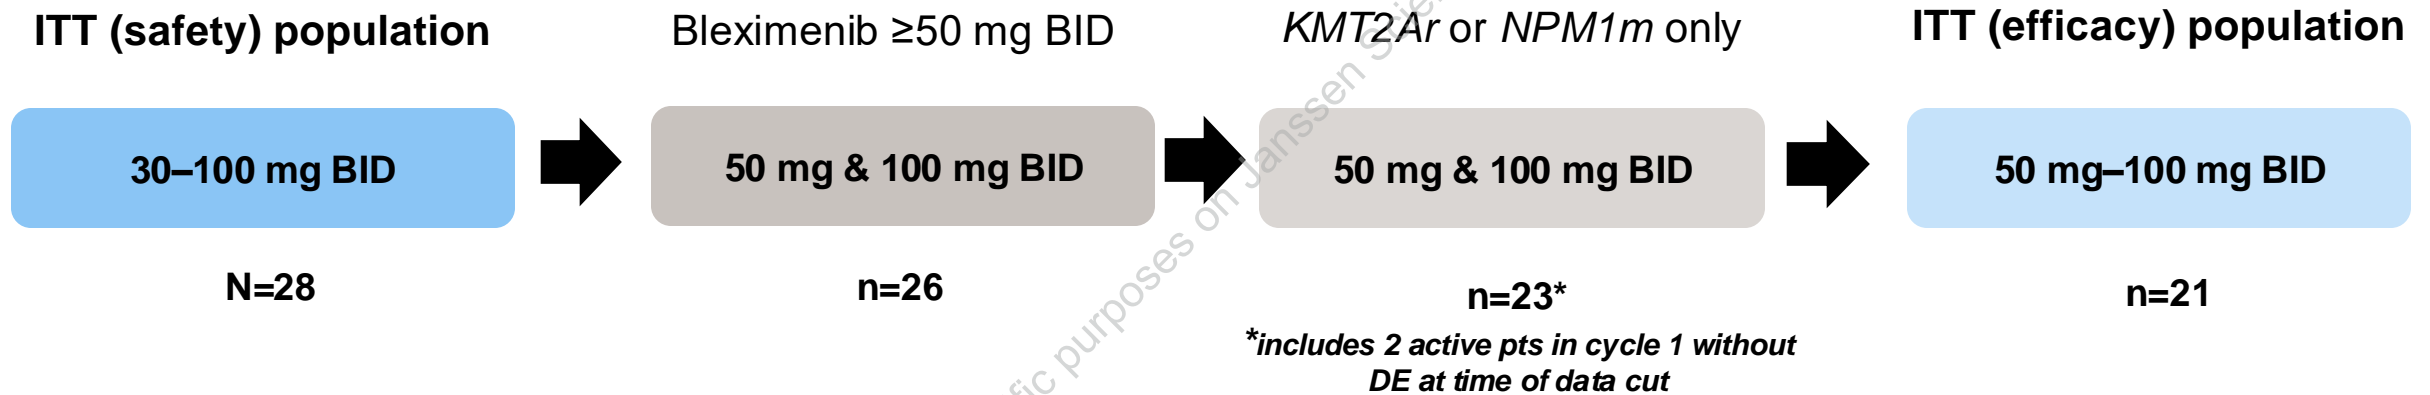 ITT (safety) population
30–100 mg BID
N=28
Bleximenib ≥50 mg BID
50 mg & 100 mg BID
n=26
KMT2Ar or NPM1m only
50 mg & 100 mg BID
n=23*
*includes 2 active pts in cycle 1 without
DE at time of data cut
ITT (efficacy) population
50 mg–100 mg BID
n=21
purposes on Janssen